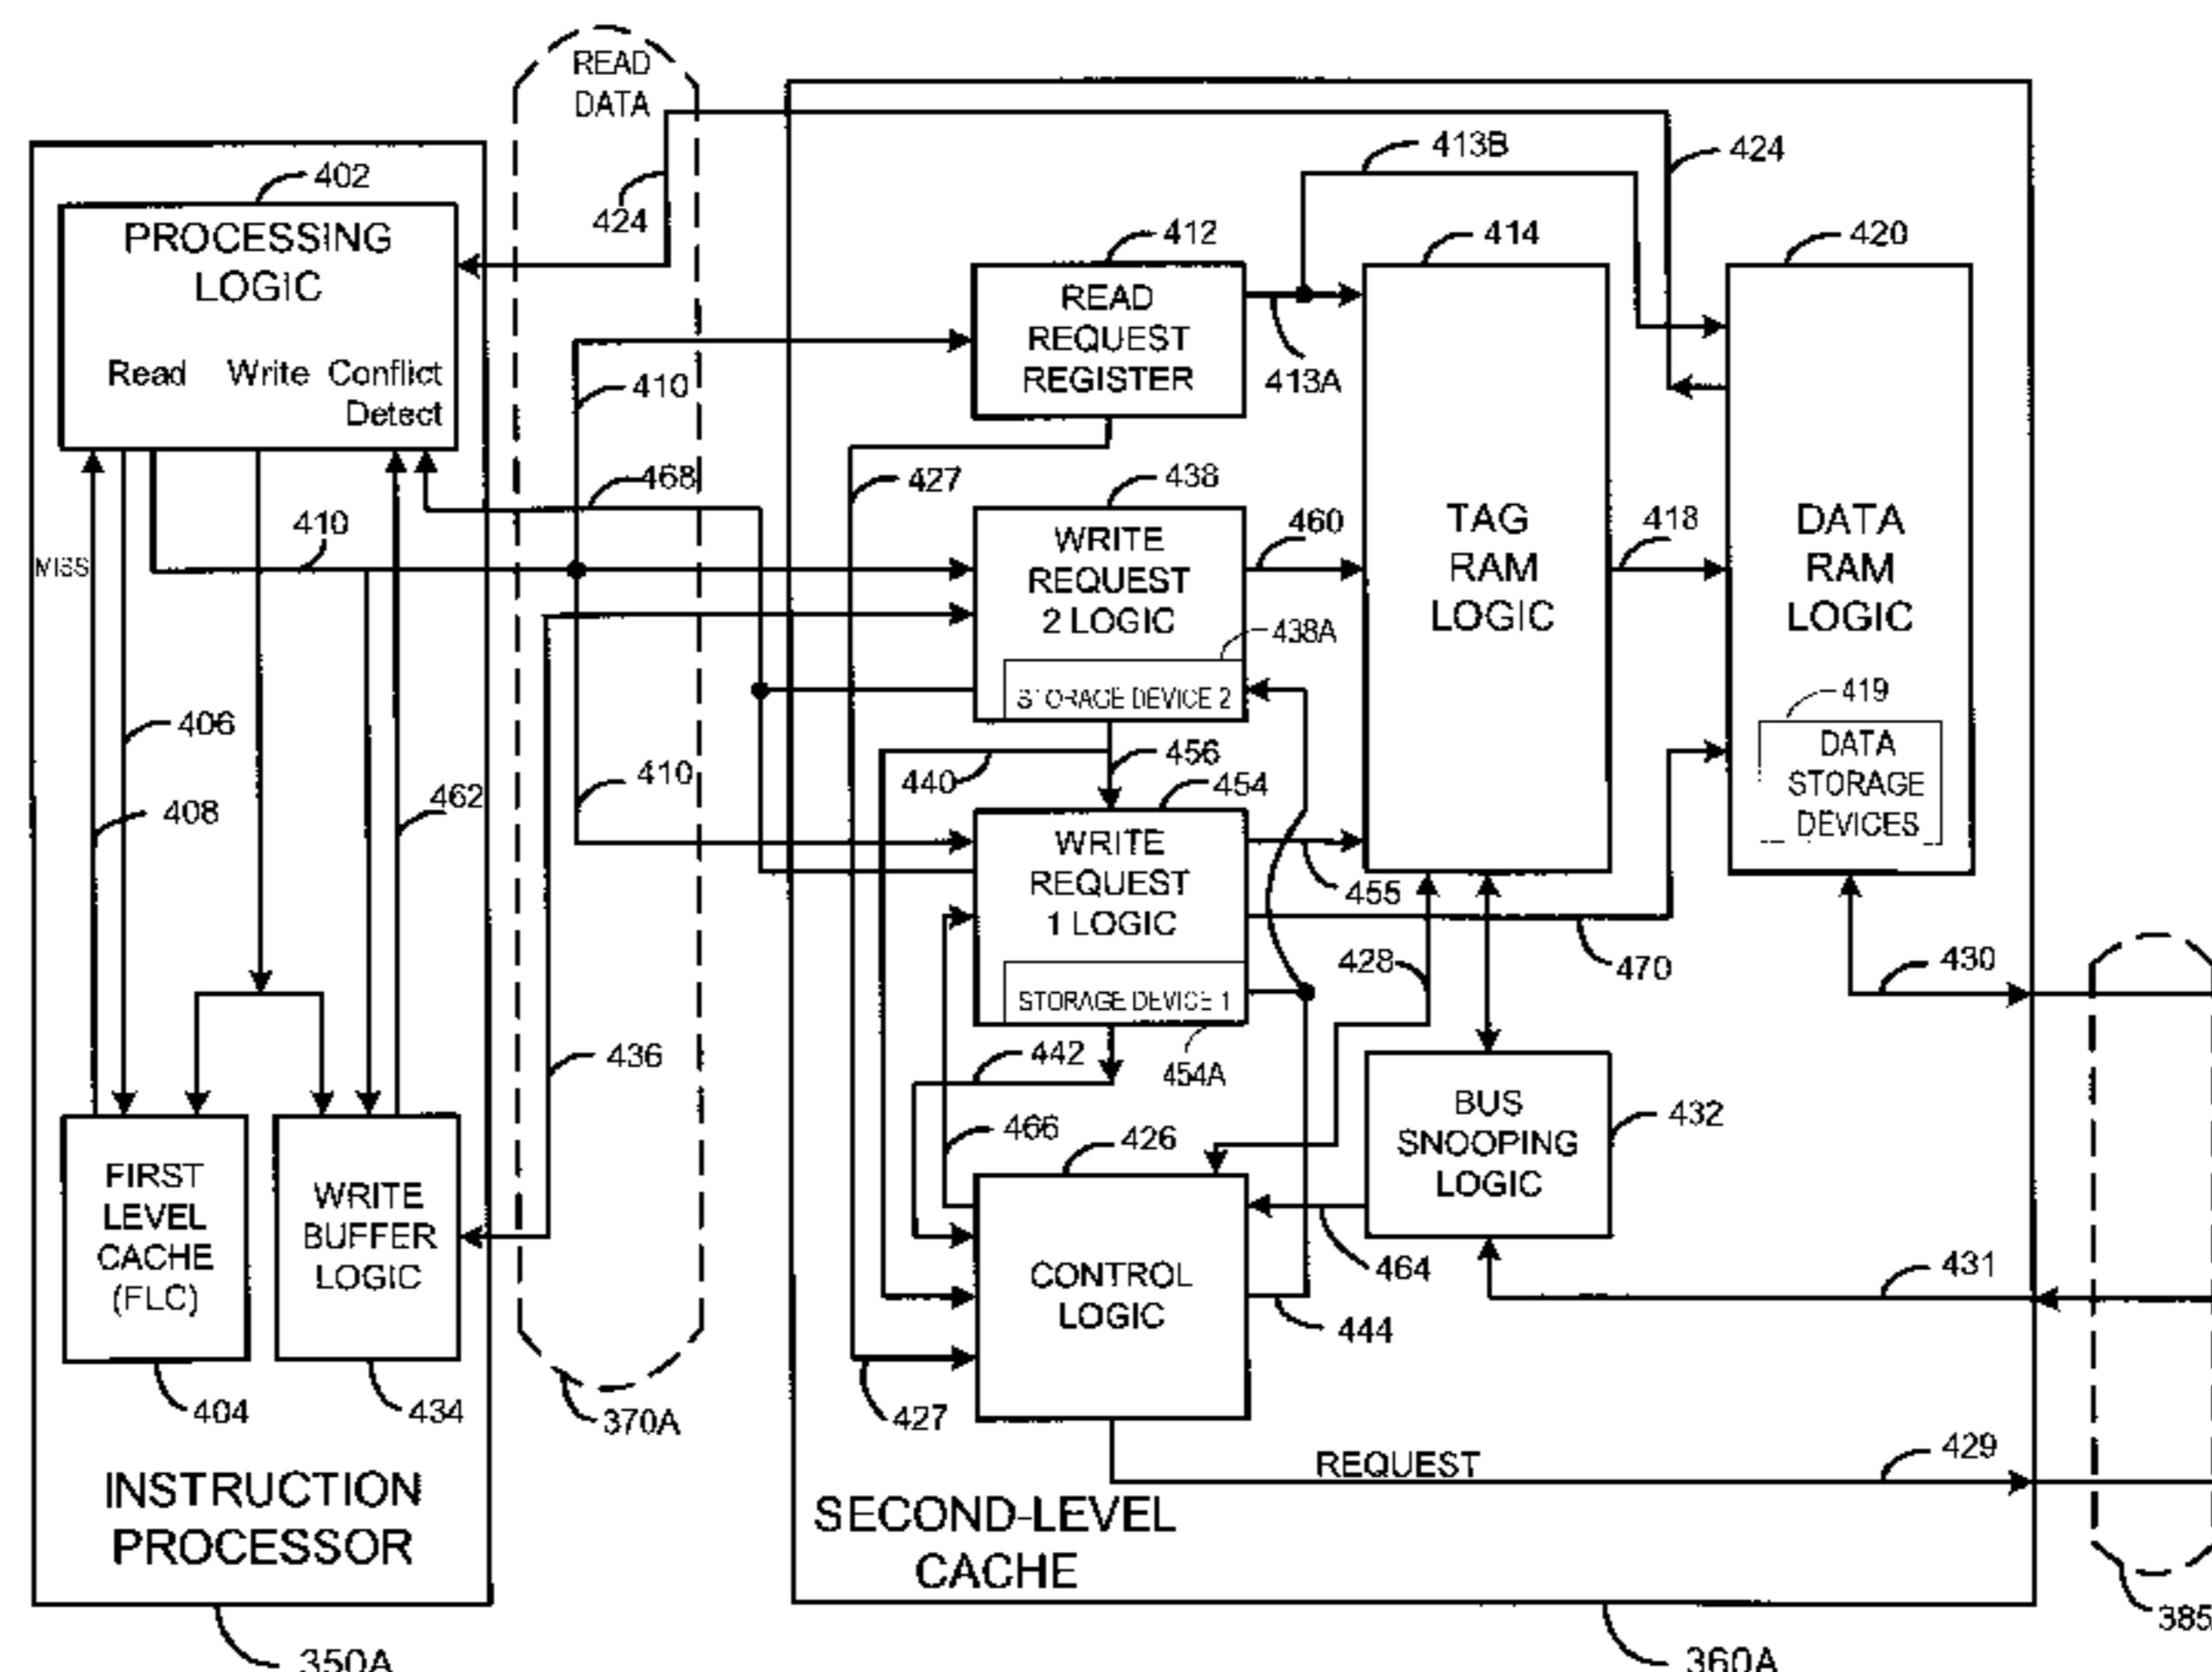 READ
DATA
424
413B
424
402
PROCESSING
LOGIC
Read Write Conflict
Detect
412
READ
REQUEST
REGISTER
413A
414
TAG
RAM
LOGIC
420
DATA
RAM
LOGIC
419
DATA
STORAGE
DEVICES
410
468
427
438
WRITE
REQUEST
2 LOGIC
438A
STORAGE DEVICE 2
460
418
410
MISS
406
408
462
410
440
456
454
WRITE
REQUEST
1 LOGIC
STORAGE DEVICE 1
454A
455
470
428
430
436
442
466
426
CONTROL
LOGIC
BUS
SNOOPING
LOGIC
432
464
444
431
FIRST
LEVEL
CACHE
(FLC)
404
WRITE
BUFFER
LOGIC
434
370A
427
REQUEST
429
INSTRUCTION
PROCESSOR
350A
SECOND-LEVEL
CACHE
360A
385